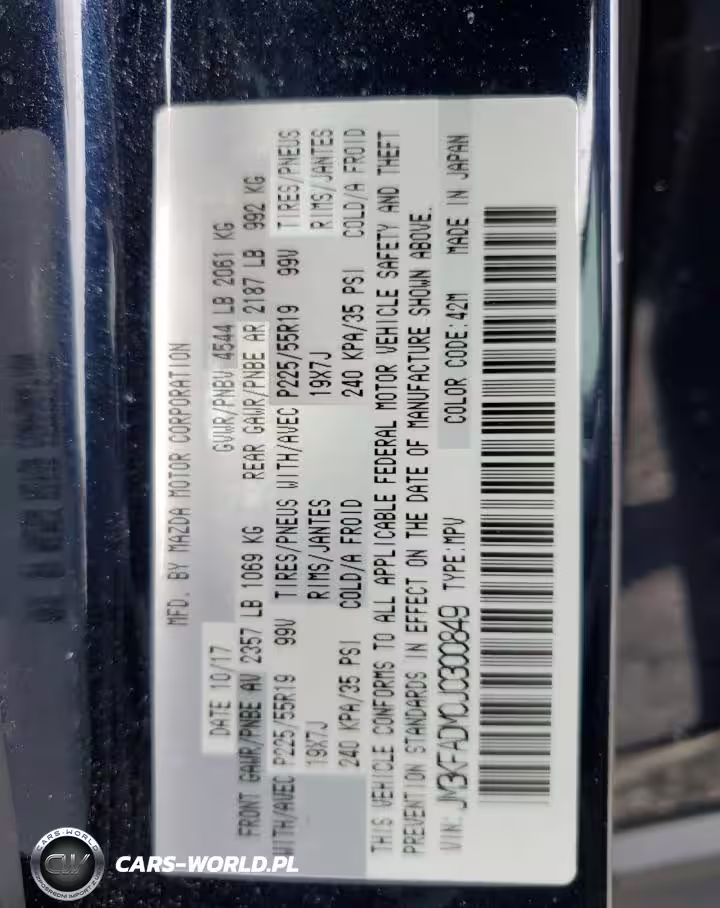 MFD. BY MAZDA MOTOR CORPORATION
DATE 10/17 GVWR/PNBV 4544 LB 2061 KG
FRONT GAWR/PNBE AV 2357 LB 1069 KG REAR GAWR/PNBE AR 2187 LB 992 KG
WITH/AVEC P225/55R19 99V TIRES/PNEUS WITH/AVEC P225/55R19 99V TIRES/PNEUS
19X7J RIMS/JANTES 19X7J RIMS/JANTES
240 KPA/35 PSI COLD/A FROID 240 KPA/35 PSI COLD/A FROID
THIS VEHICLE CONFORMS TO ALL APPLICABLE FEDERAL MOTOR VEHICLE SAFETY AND THEFT
PREVENTION STANDARDS IN EFFECT ON THE DATE OF MANUFACTURE SHOWN ABOVE.
VIN: JM3KFADM0J0300849 TYPE:MPV COLOR CODE:42M MADE IN JAPAN
CARS-WORLD
CW
CARS-WORLD.PL